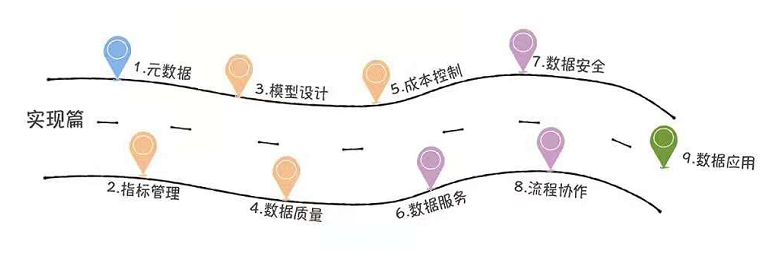 实现篇
1.元数据
2.指标管理
3.模型设计
4.数据质量
5.成本控制
6.数据服务
7.数据安全
8.流程协作
9.数据应用